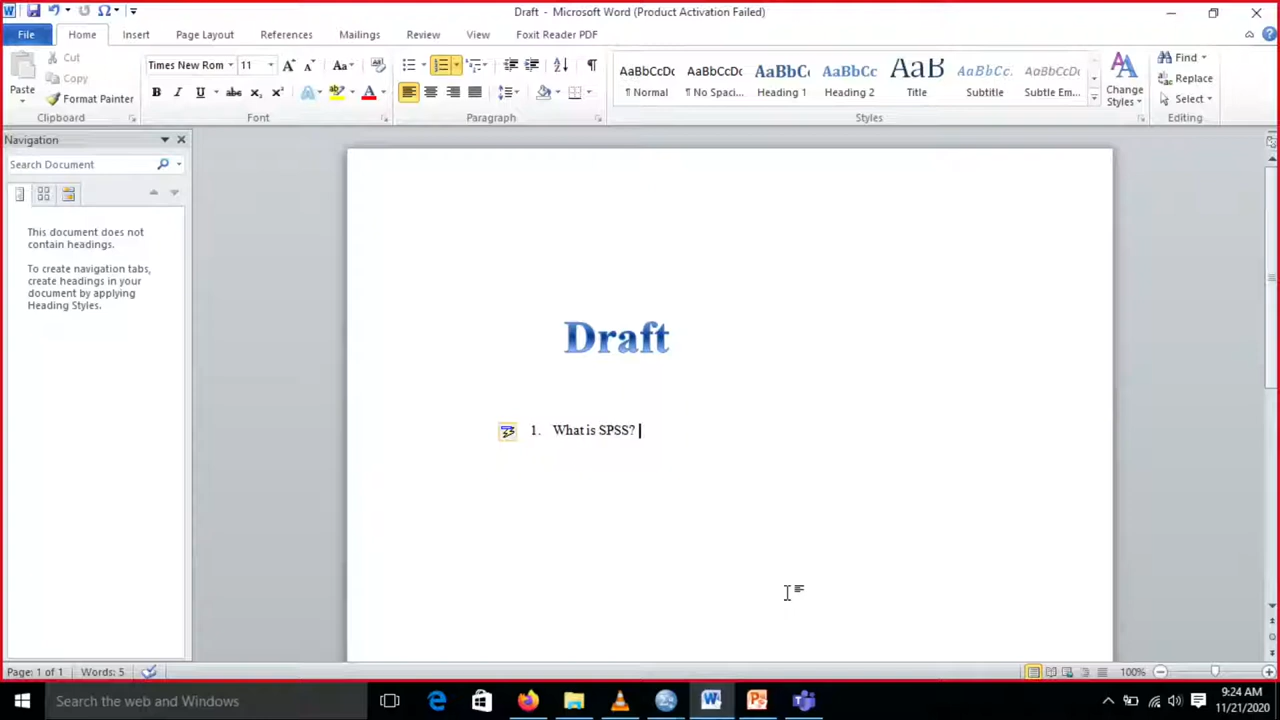 Draft - Microsoft Word (Product Activation Failed)
File Home Insert Page Layout References Mailings Review View Foxit Reader PDF
Paste
Cut
Copy
Format Painter
Clipboard
Times New Rom 11
Font
Paragraph
AaBbCcDc AaBbCcDc AaBbCc AaBbCc AaB AaBbCc. AaBbCcDc
¶ Normal ¶ No Spaci... Heading 1 Heading 2 Title Subtitle Subtle Em...
Change
Styles
Styles
Find
Replace
Select
Editing
Navigation
Search Document
This document does not
contain headings.
To create navigation tabs,
create headings in your
document by applying
Heading Styles.
Draft
1. What is SPSS?
Page: 1 of 1 Words: 5
100%
Search the web and Windows
9:24 AM
11/21/2020